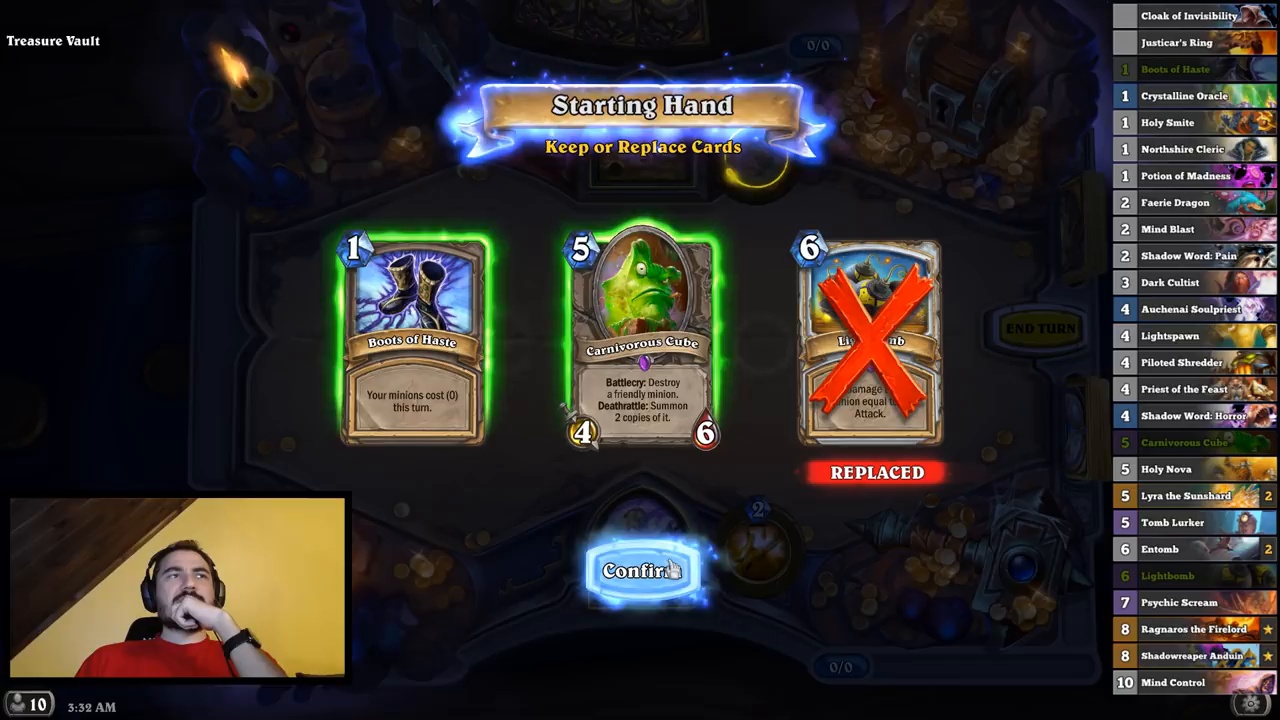 Treasure Vault
0/0
Starting Hand
Keep or Replace Cards
1
Boots of Haste
Your minions cost (0)
this turn.
5
Carnivorous Cube
Battlecry: Destroy
a friendly minion.
Deathrattle: Summon
2 copies of it.
4
6
6
REPLACED
END TURN
2
Confirm
0/0
10
3:32 AM
Cloak of Invisibility
Justicar's Ring
1 Boots of Haste
1 Crystalline Oracle
1 Holy Smite
1 Northshire Cleric
1 Potion of Madness
2 Faerie Dragon
2 Mind Blast
2 Shadow Word: Pain
3 Dark Cultist
4 Auchenai Soulpriest
4 Lightspawn
4 Piloted Shredder
4 Priest of the Feast
4 Shadow Word: Horror
5 Carnivorous Cube
5 Holy Nova
5 Lyra the Sunshard 2
5 Tomb Lurker
6 Entomb 2
6 Lightbomb
7 Psychic Scream
8 Ragnaros the Firelord
8 Shadowreaper Anduin
10 Mind Control